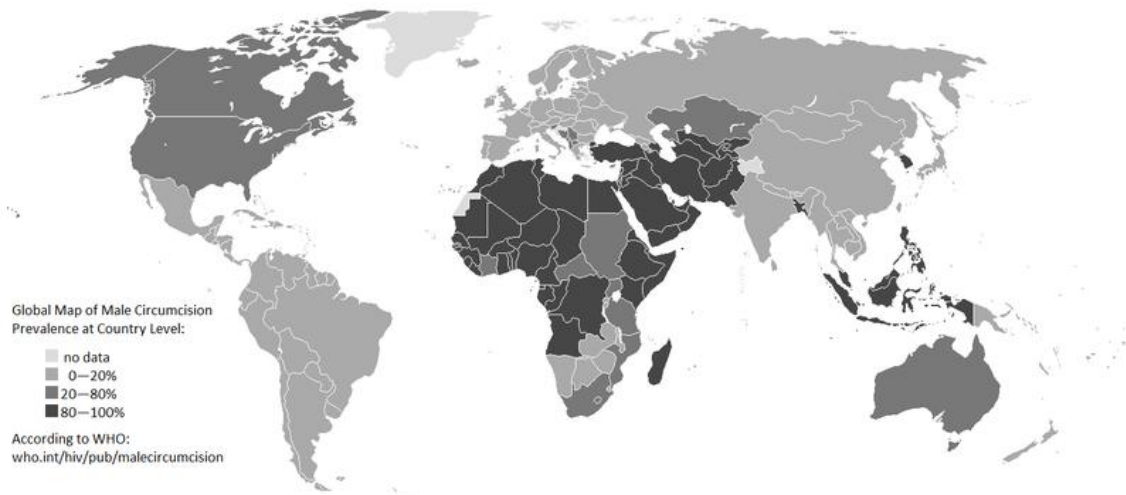 Global Map of Male Circumcision
Prevalence at Country Level:
no data
0—20%
20—80%
80—100%
According to WHO:
who.int/hiv/pub/malecircumcision